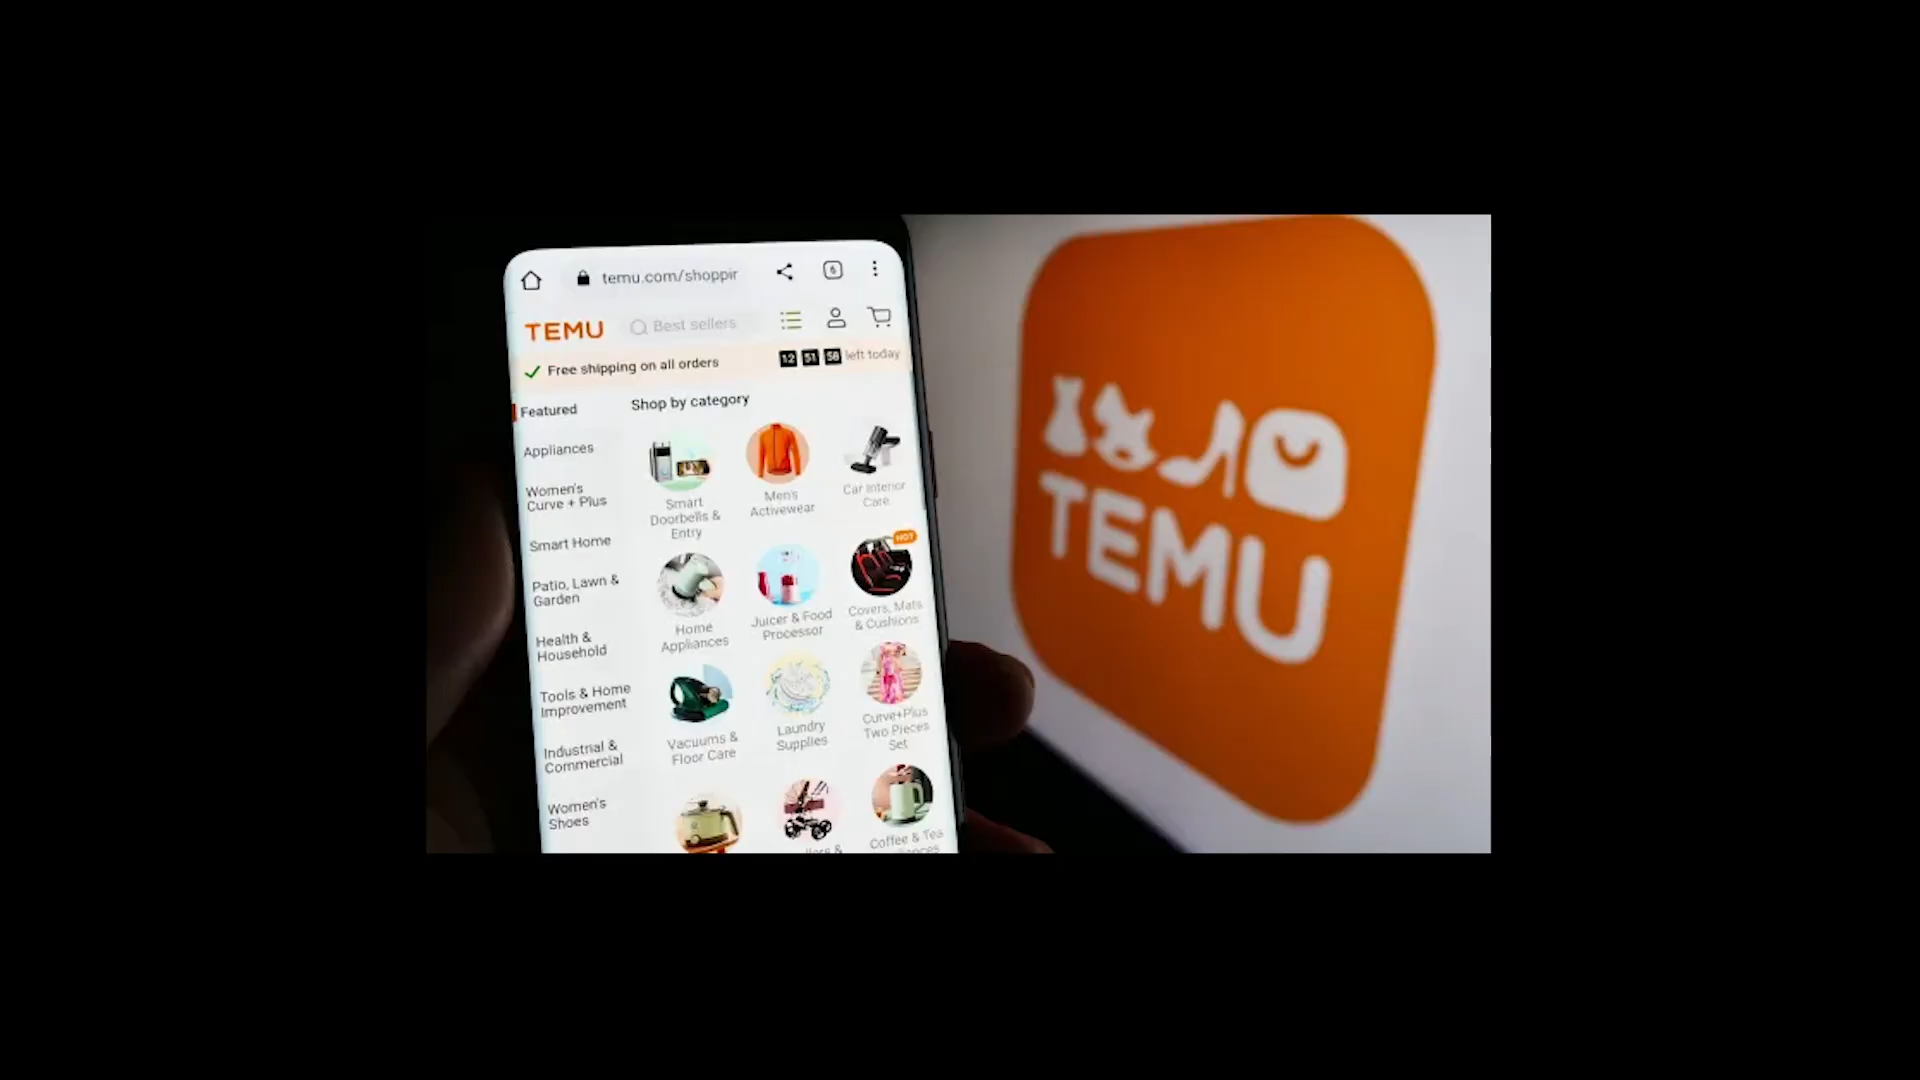 temu.com/shoppir
6
TEMU
Best sellers
Free shipping on all orders
12 51 58 left today
Featured
Shop by category
Appliances
Women's
Curve + Plus
Smart Home
Patio, Lawn &
Garden
Health &
Household
Tools & Home
Improvement
Industrial &
Commercial
Women's
Shoes
Smart
Doorbells &
Entry
Men's
Activewear
Car Interior
Care
Home
Appliances
Juicer & Food
Processor
HOT
Covers, Mats
& Cushions
Vacuums &
Floor Care
Laundry
Supplies
Curve+Plus
Two Pieces
Set
Coffee & Tea
TEMU